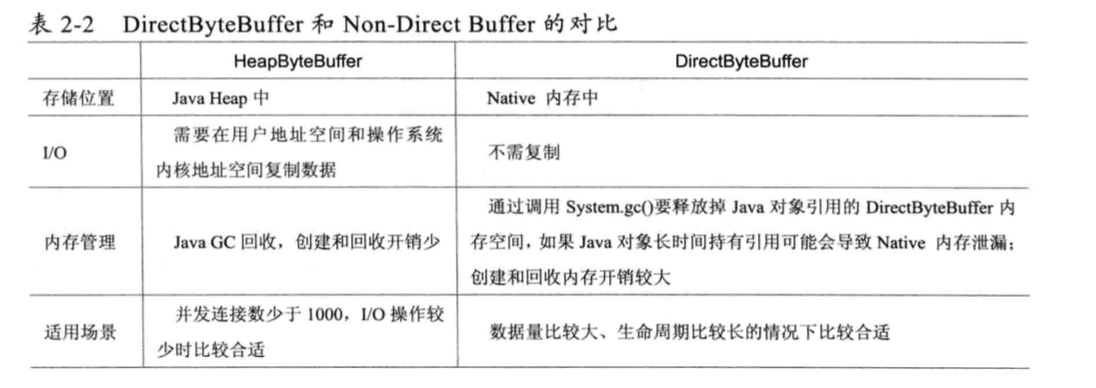 表 2-2 DirectByteBuffer 和 Non-Direct Buffer 的对比
HeapByteBuffer DirectByteBuffer
存储位置 Java Heap 中 Native 内存中
I/O 需要在用户地址空间和操作系统
内核地址空间复制数据
不需复制
内存管理 Java GC 回收，创建和回收开销少
通过调用 System.gc()要释放掉 Java 对象引用的 DirectByteBuffer 内
存空间，如果 Java 对象长时间持有引用可能会导致 Native 内存泄漏；
创建和回收内存开销较大
适用场景 并发连接数少于 1000，I/O 操作较
少时比较合适
数据量比较大、生命周期比较长的情况下比较合适